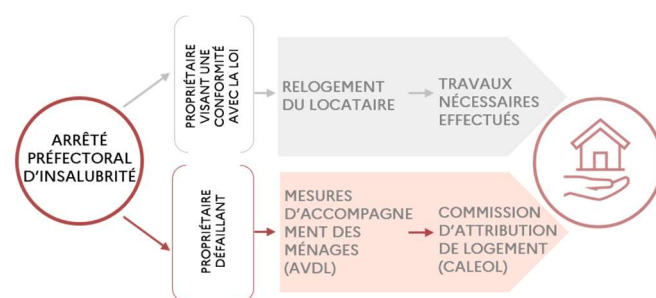 ARRÊTÉ
PRÉFECTORAL
D'INSALUBRITÉ
PROPRIÉTAIRE
VISANT UNE
CONFORMITÉ
AVEC LA LOI
RELOGEMENT
DU LOCATAIRE
TRAVAUX
NÉCESSAIRES
EFFECTUÉS
PROPRIÉTAIRE
DÉFAILLANT
MESURES
D'ACCOMPAGNE
MENT DES
MÉNAGES
(AVDL)
COMMISSION
D'ATTRIBUTION
DE LOGEMENT
(CALEOL)